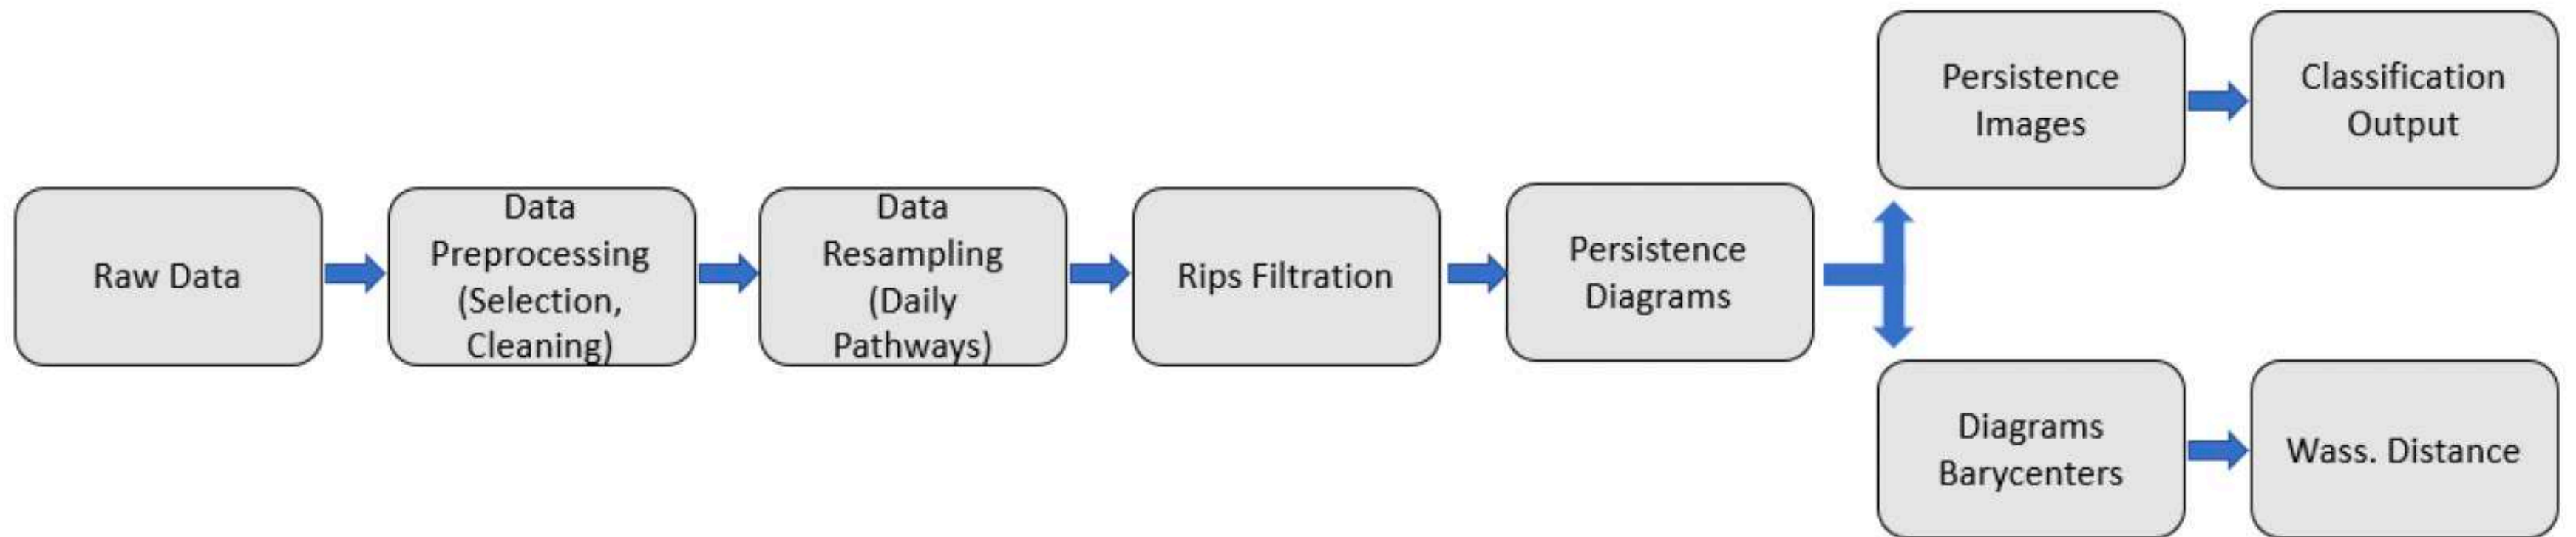 Raw Data
Data
Preprocessing
(Selection,
Cleaning)
Data
Resampling
(Daily
Pathways)
Rips Filtration
Persistence
Diagrams
Persistence
Images
Classification
Output
Diagrams
Barycenters
Wass. Distance